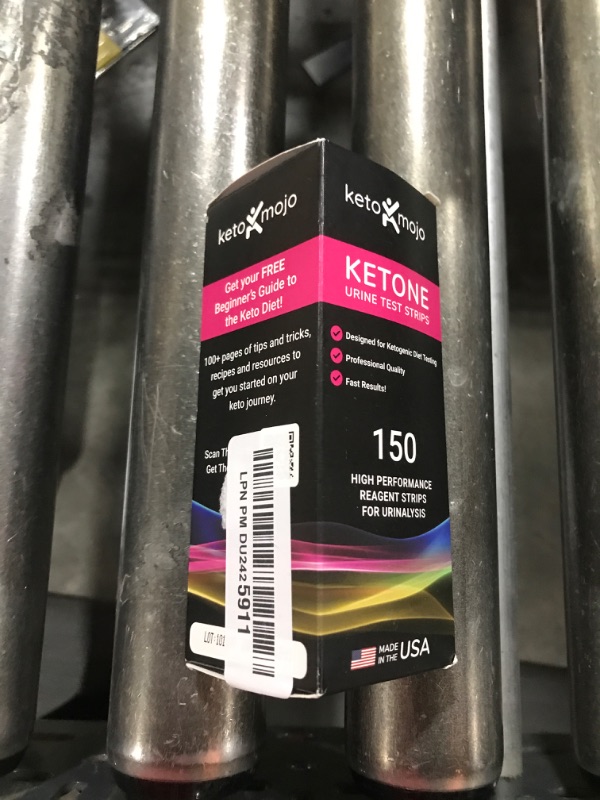 keto mojo
Get your FREE
Beginner's Guide to
the Keto Diet!
100+ pages of tips and tricks,
recipes and resources to
get you started on your
keto journey.
Scan
Get
LPN PM DU2425911
LOT:
keto mojo
KETONE
URINE TEST STRIPS
Designed for Ketogenic Diet Testing
Professional Quality
Fast Results!
150
HIGH PERFORMANCE
REAGENT STRIPS
FOR URINALYSIS
MADE
IN THE USA